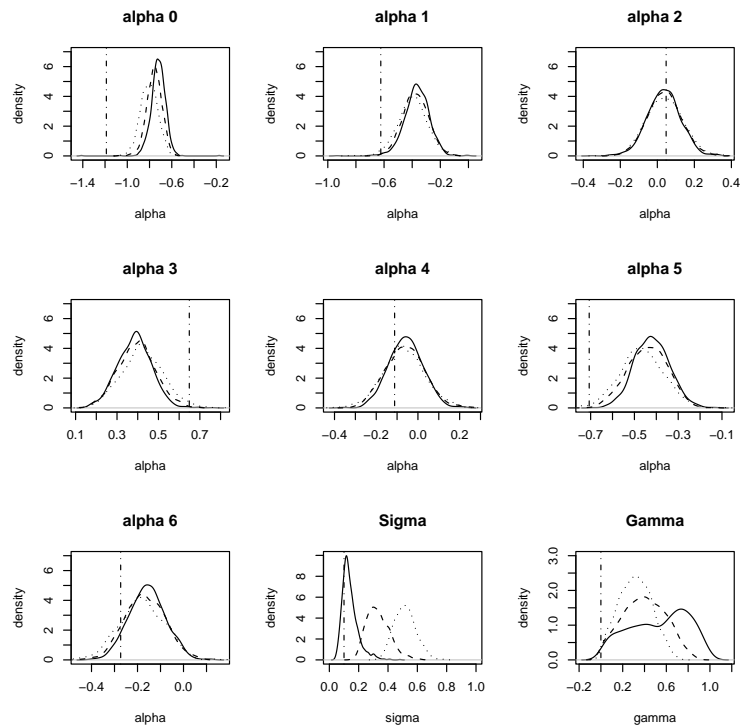 alpha 0
alpha 1
alpha 2
density
0 2 4 6
−1.4 −1.0 −0.6 −0.2
alpha
density
0 2 4 6
−1.0 −0.6 −0.2
alpha
density
0 2 4 6
−0.4 −0.2 0.0 0.2 0.4
alpha
alpha 3
alpha 4
alpha 5
density
0 2 4 6
0.1 0.3 0.5 0.7
alpha
density
0 2 4 6
−0.4 −0.2 0.0 0.2
alpha
density
0 2 4 6
−0.7 −0.5 −0.3 −0.1
alpha
alpha 6
Sigma
Gamma
density
0 2 4 6
−0.4 −0.2 0.0
alpha
density
0 2 4 6 8
0.0 0.2 0.4 0.6 0.8 1.0
sigma
density
0.0 1.0 2.0 3.0
−0.2 0.2 0.6 1.0
gamma